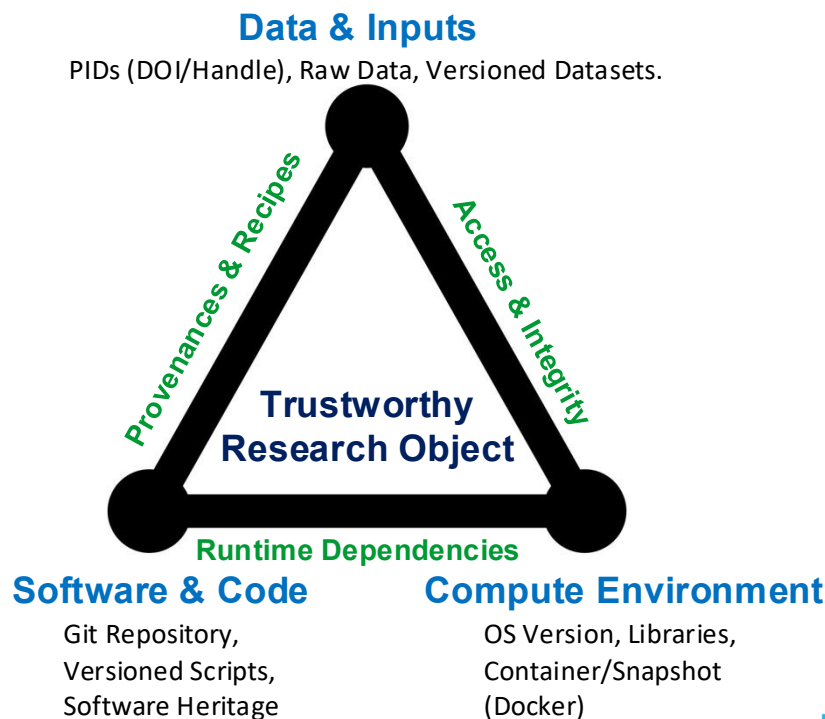 Data & Inputs
PIDs (DOI/Handle), Raw Data, Versioned Datasets.
Provenances & Recipes
Access & Integrity
Trustworthy
Research Object
Runtime Dependencies
Software & Code
Git Repository,
Versioned Scripts,
Software Heritage
Compute Environment
OS Version, Libraries,
Container/Snapshot
(Docker)